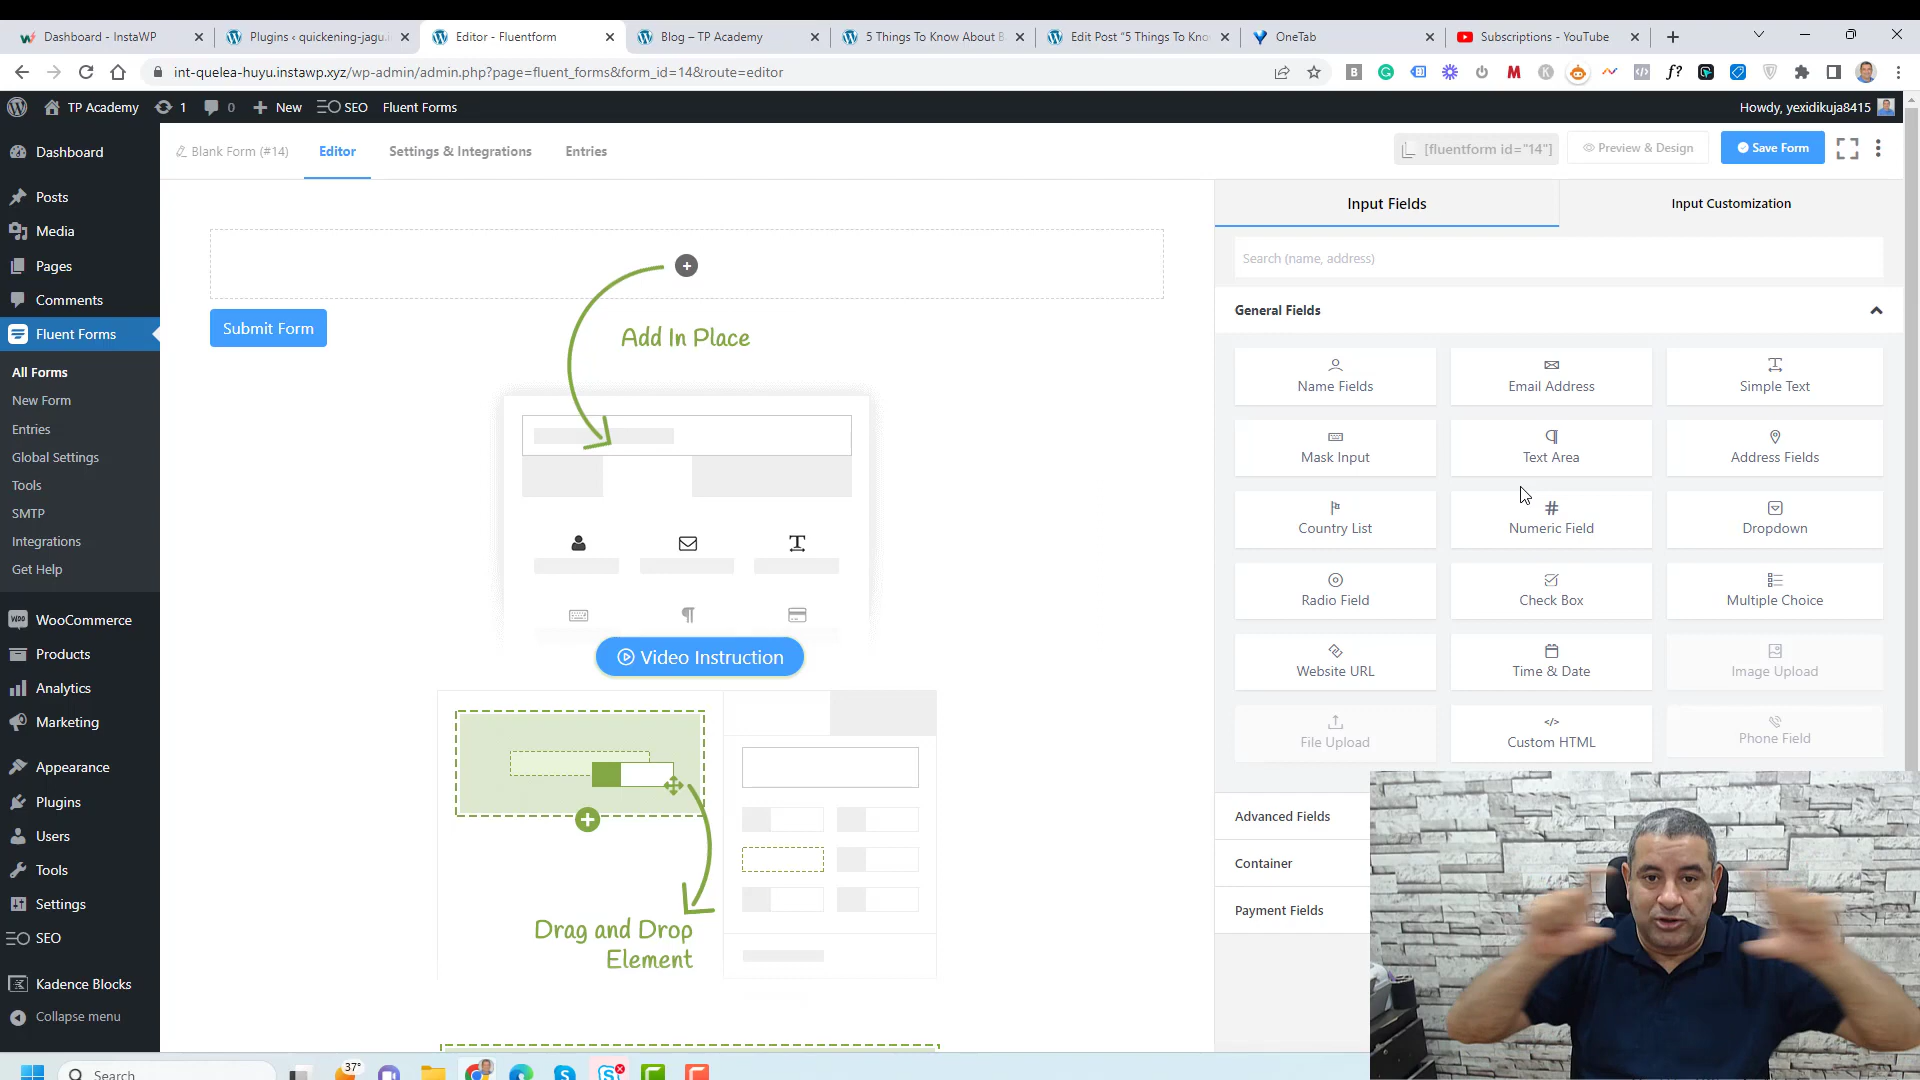 Dashboard - InstaWP
Plugins ‹ quickening-jagu.i
Editor - Fluentform
Blog – TP Academy
5 Things To Know About B
Edit Post "5 Things To Kno
OneTab
Subscriptions - YouTube
int-quelea-huyu.instawp.xyz/wp-admin/admin.php?page=fluent_forms&form_id=14&route=editor
TP Academy
1
0
New
SEO
Fluent Forms
Howdy, yexidikuja8415
Dashboard
Posts
Media
Pages
Comments
Fluent Forms
All Forms
New Form
Entries
Global Settings
Tools
SMTP
Integrations
Get Help
WooCommerce
Products
Analytics
Marketing
Appearance
Plugins
Users
Tools
Settings
SEO
Kadence Blocks
Collapse menu
Blank Form (#14)
Editor
Settings & Integrations
Entries
[fluentform id="14"]
Preview & Design
Save Form
Submit Form
Add In Place
Video Instruction
Drag and Drop
Element
Input Fields
Input Customization
Search (name, address)
General Fields
Name Fields
Email Address
Simple Text
Mask Input
Text Area
Address Fields
Country List
Numeric Field
Dropdown
Radio Field
Check Box
Multiple Choice
Website URL
Time & Date
Image Upload
File Upload
Custom HTML
Phone Field
Advanced Fields
Container
Payment Fields
Search
37°